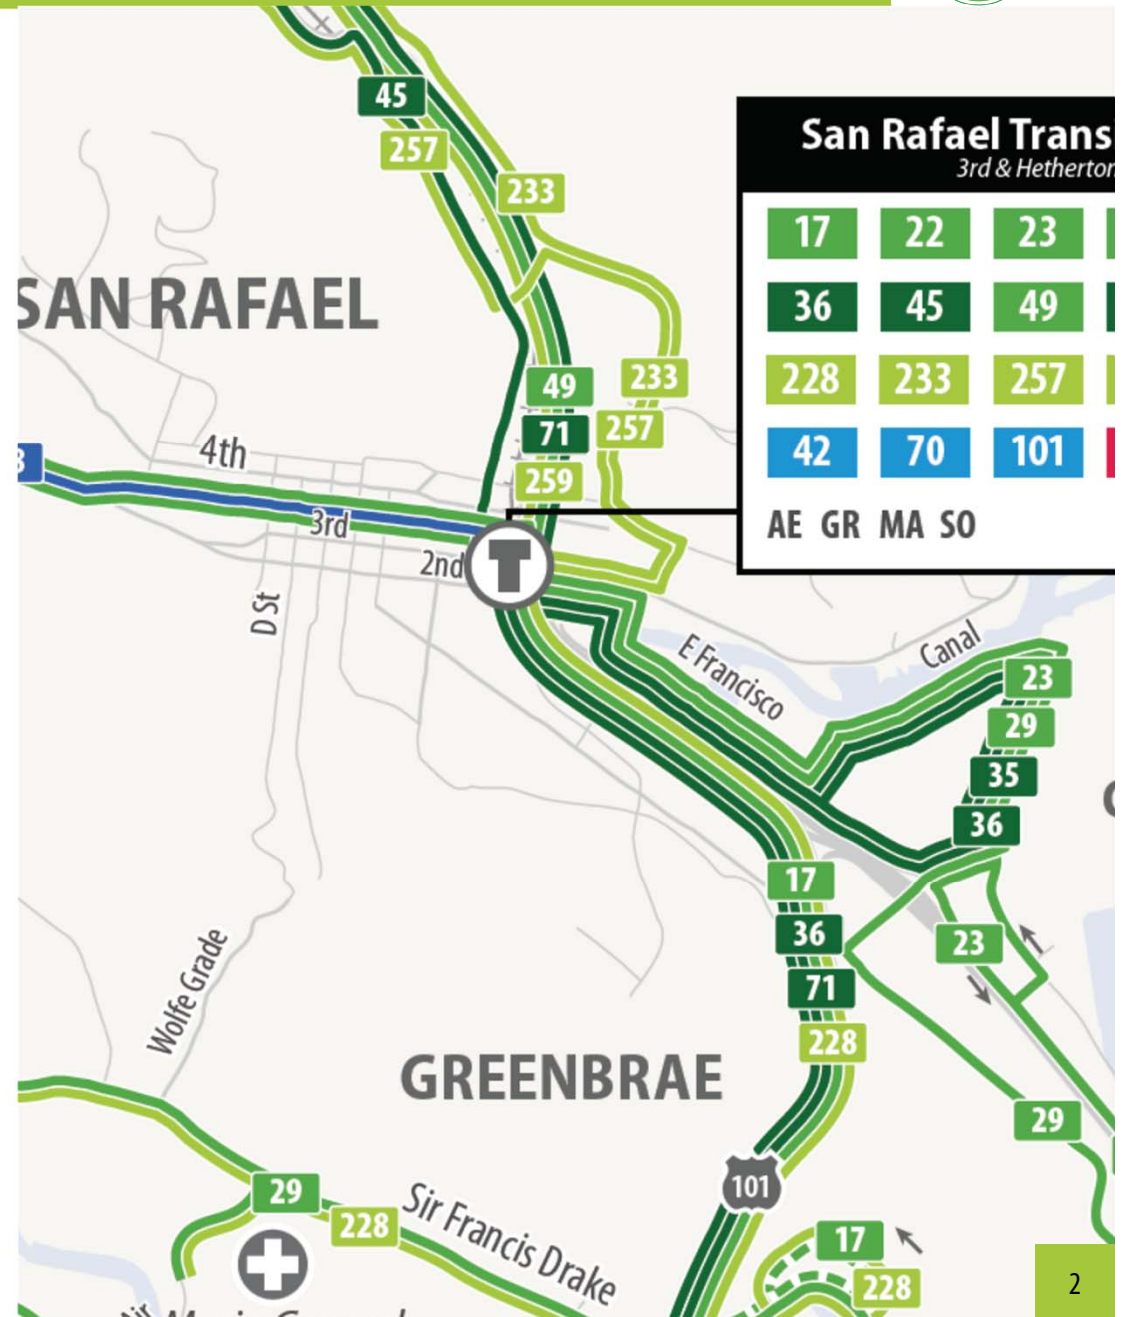 45
257
233
San Rafael Trans
3rd & Hetherton
17 22 23
36 45 49
228 233 257
42 70 101
AE GR MA SO
SAN RAFAEL
49
233
71
257
259
4th
3rd
2nd
D St
E Francisco
Canal
23
29
35
36
17
36
23
71
228
Wolfe Grade
GREENBRAE
29
101
29
228
Sir Francis Drake
17
228
2